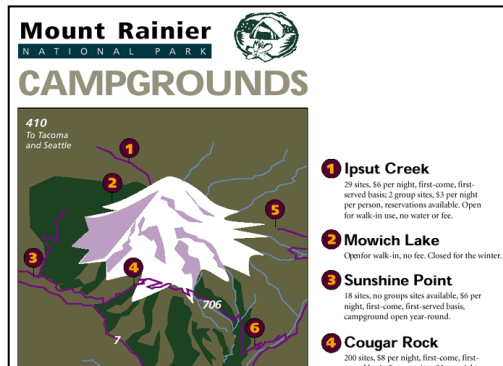 Mount Rainier
NATIONAL PARK
CAMPGROUNDS
410
To Tacoma
and Seattle
1
2
3
4
5
6
706
7
1 Ipsut Creek
29 sites, $6 per night, first-come, first-
served basis; 2 group sites, $3 per night
per person, reservations available. Open
for walk-in use, no water or fee.
2 Mowich Lake
Open for walk-in, no fee. Closed for the winter.
3 Sunshine Point
18 sites, no groups sites available, $6 per
night, first-come, first-served basis,
campground open year-round.
4 Cougar Rock
200 sites, $8 per night, first-come, first-